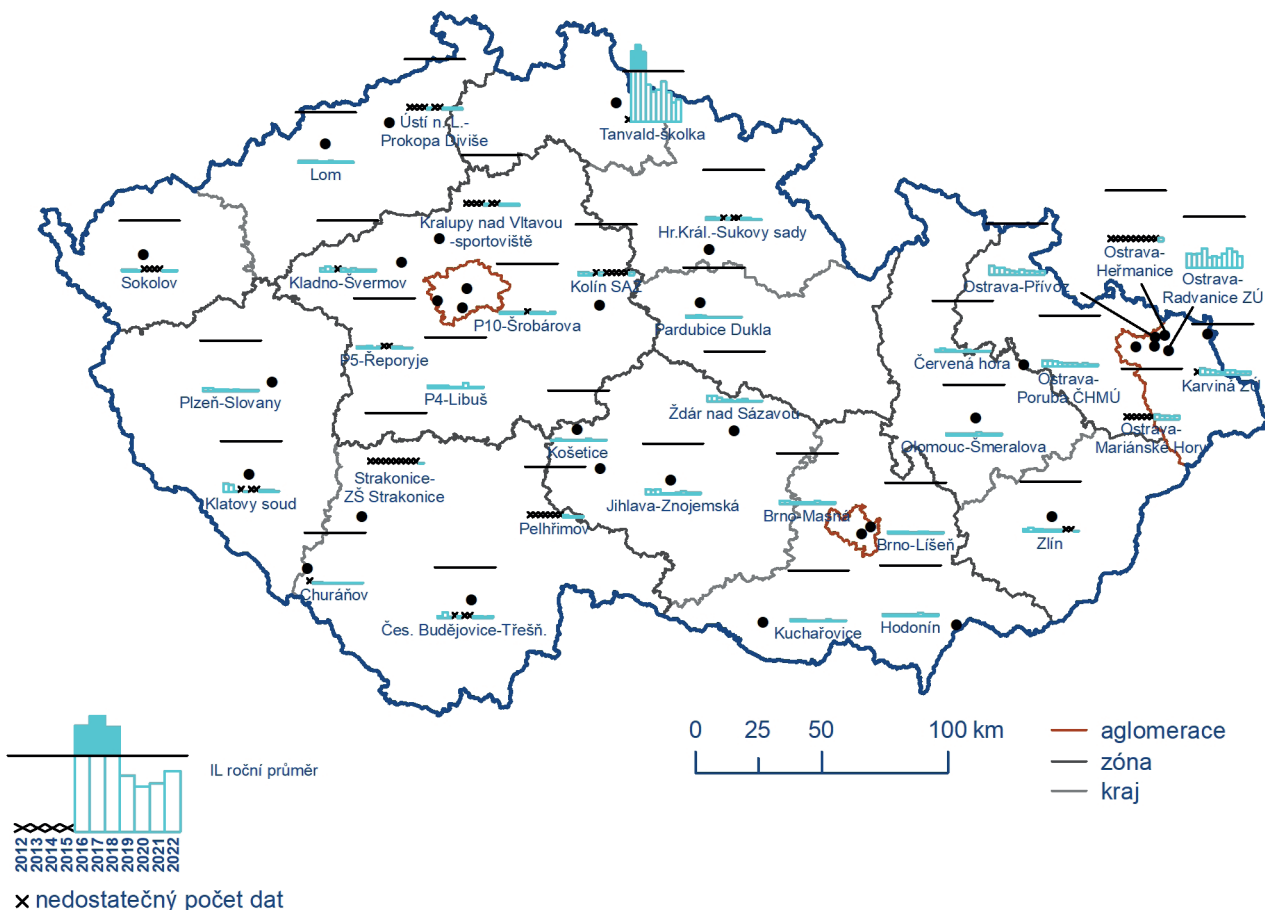 Ústí n. L.-
Prokopa Diviše
Tanvald-školka
Lom
Kralupy nad Vltavou
-sportoviště
Hr.Král.-Sukovy sady
Sokolov
Kladno-Švermov
Kolín SAZ
Ostrava-Přívoz
Ostrava-
Heřmanice
Ostrava-
Radvanice ZÚ
P10-Šrobárova
Pardubice Dukla
P5-Řeporyje
Červená hora
Ostrava-
Poruba ČHMÚ
Karviná ZÚ
Plzeň-Slovany
P4-Libuš
Žďár nad Sázavou
Ostrava-
Mariánské Hory
Košetice
Olomouc-Šmeralova
Klatovy soud
Strakonice-
ZŠ Strakonice
Jihlava-Znojemská
Pelhřimov
Brno-Masná
Brno-Líšeň
Zlín
Churáňov
Čes. Budějovice-Třešň.
Kuchařovice
Hodonín
0 25 50 100 km
aglomerace
zóna
kraj
IL roční průměr
2012
2013
2014
2015
2016
2017
2018
2019
2020
2021
2022
nedostatečný počet dat